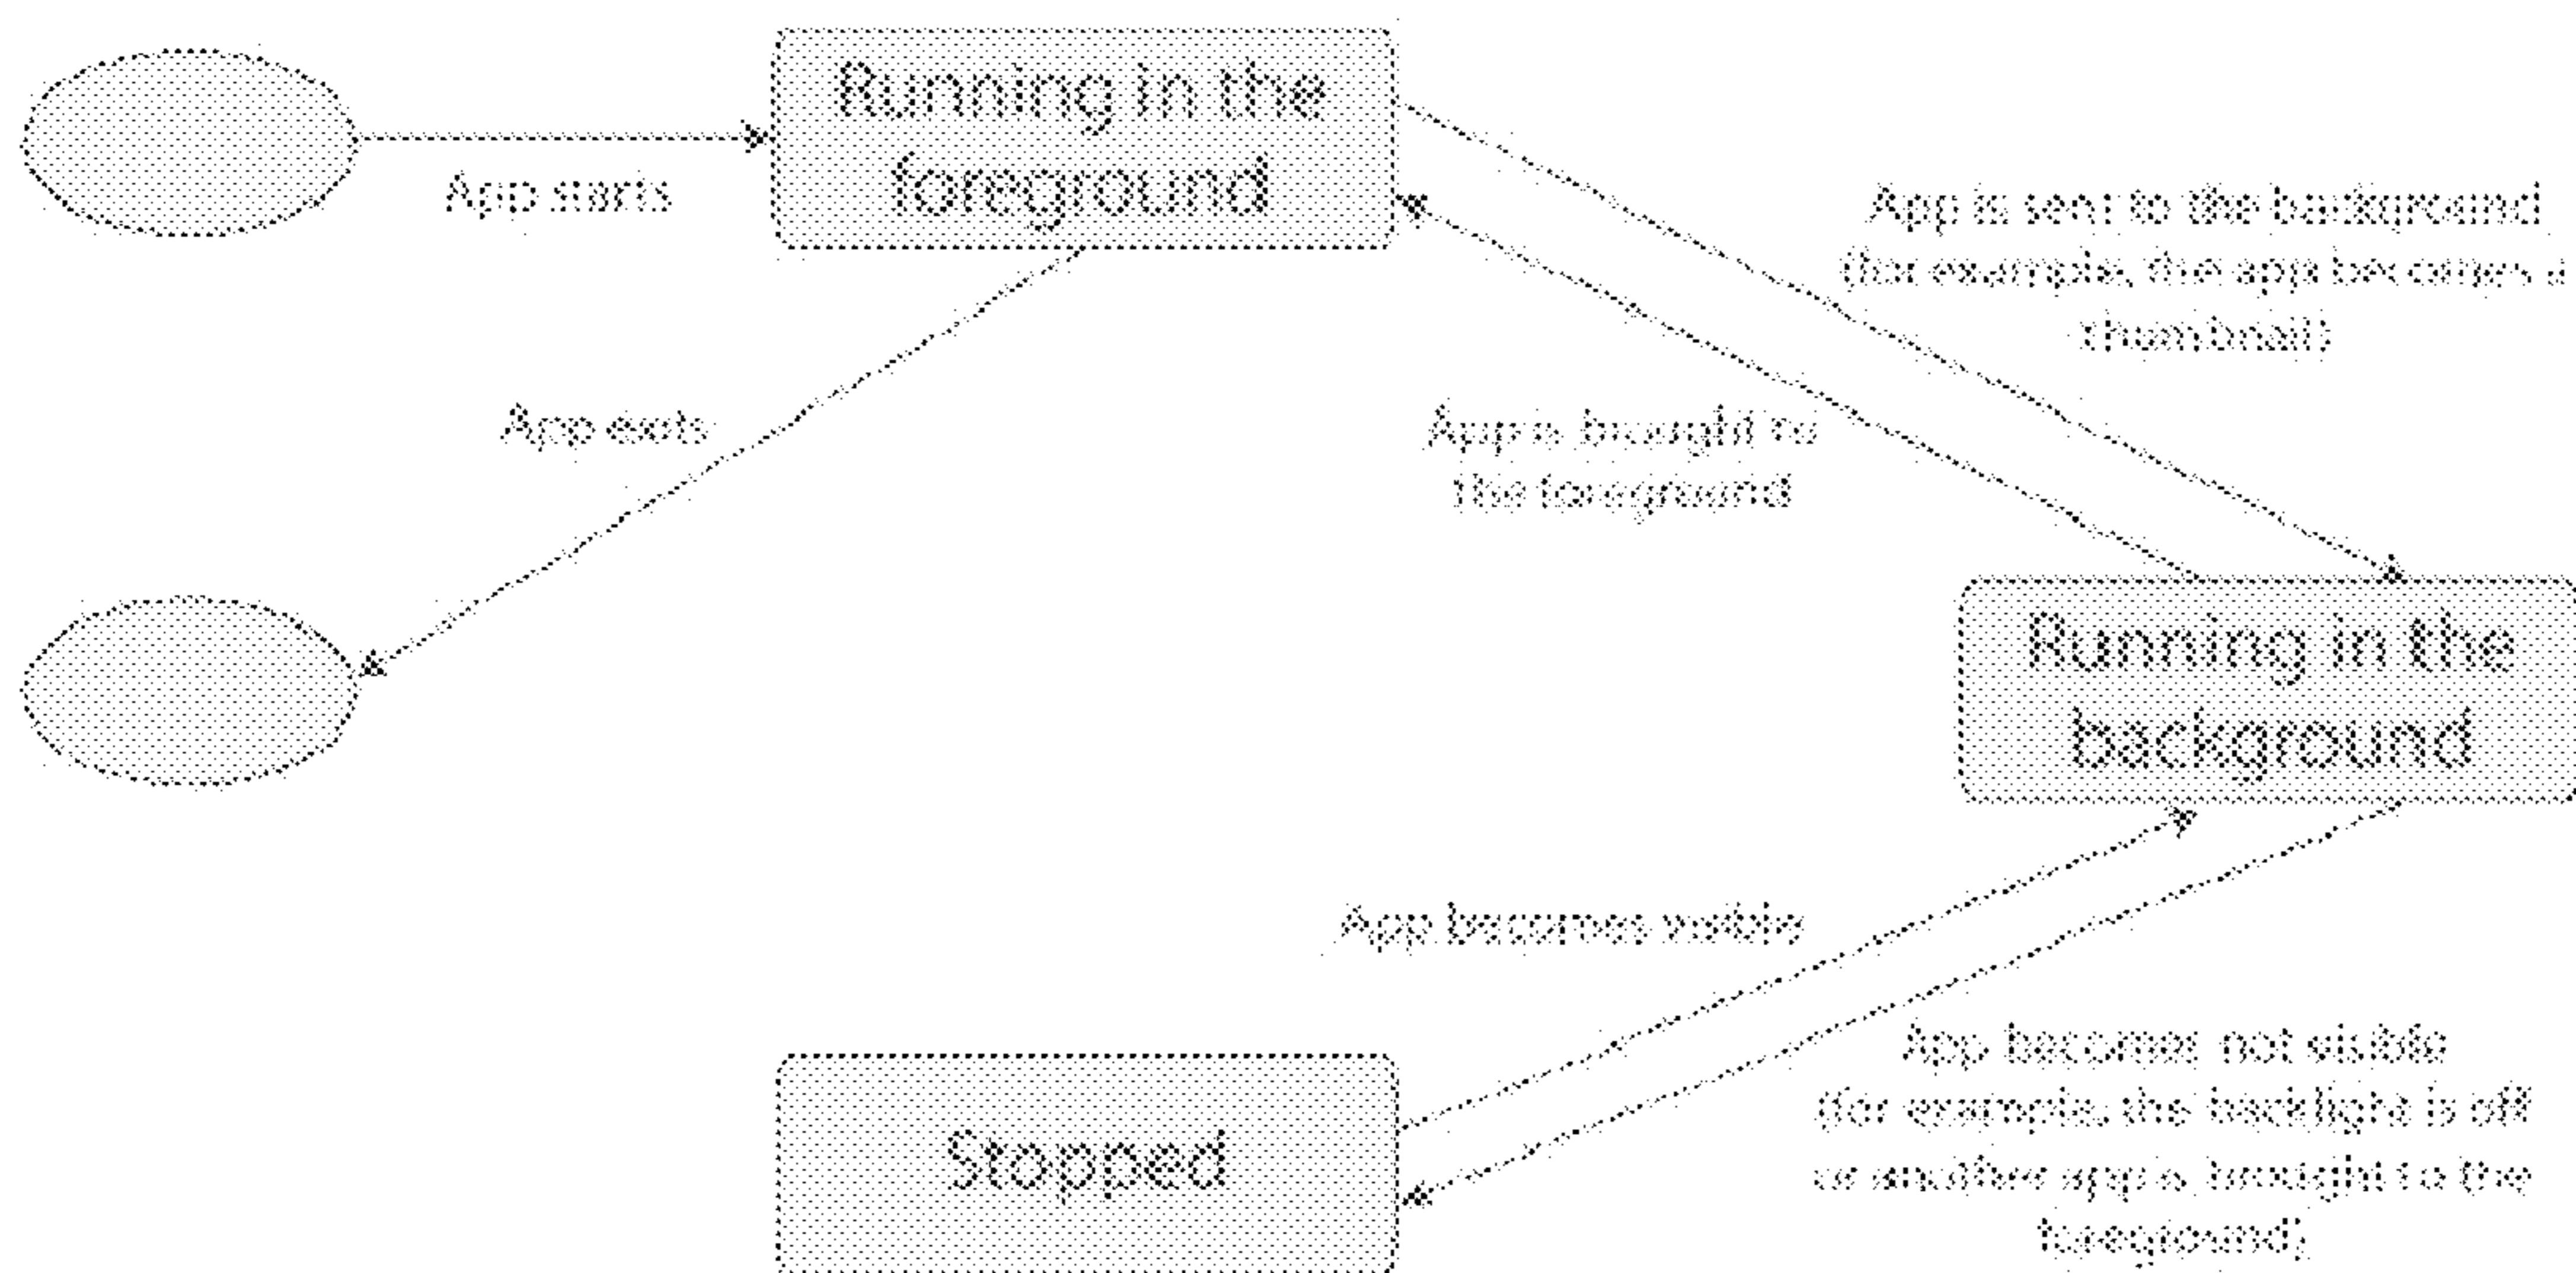 Running in the
foreground
App starts
App is sent to the background
(for example, the app becomes a
thumbnail)
App exits
App is brought to
the foreground
Running in the
background
App becomes visible
App becomes not visible
(for example, the backlight is off
or another app is brought to the
foreground)
Stopped